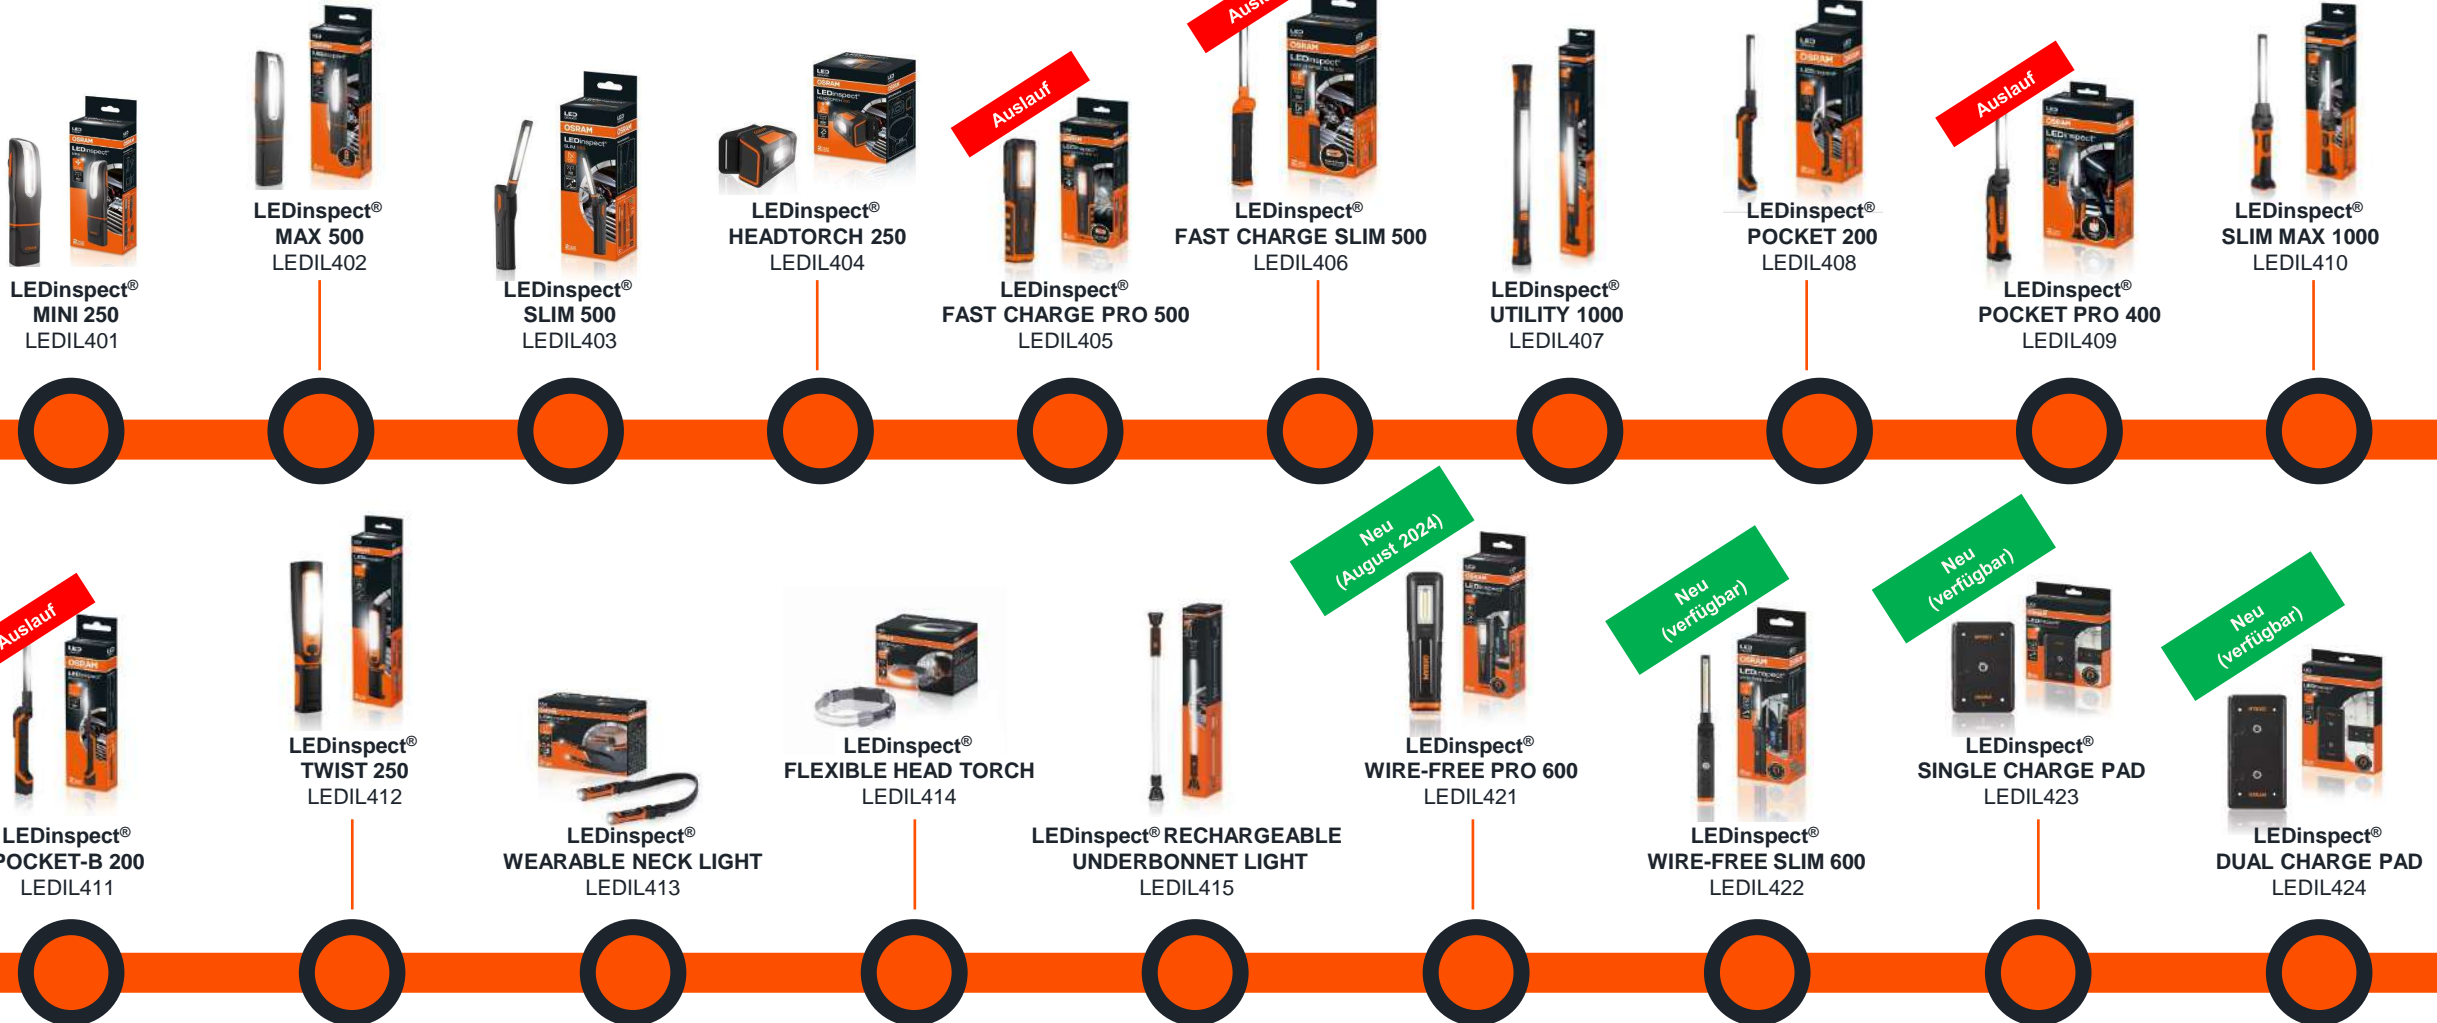 LEDinspect®
MINI 250
LEDIL401
LEDinspect®
MAX 500
LEDIL402
LEDinspect®
SLIM 500
LEDIL403
LEDinspect®
HEADTORCH 250
LEDIL404
Auslauf
LEDinspect®
FAST CHARGE PRO 500
LEDIL405
LEDinspect®
FAST CHARGE SLIM 500
LEDIL406
LEDinspect®
UTILITY 1000
LEDIL407
LEDinspect®
POCKET 200
LEDIL408
Auslauf
LEDinspect®
POCKET PRO 400
LEDIL409
LEDinspect®
SLIM MAX 1000
LEDIL410
Auslauf
LEDinspect®
POCKET-B 200
LEDIL411
LEDinspect®
TWIST 250
LEDIL412
LEDinspect®
WEARABLE NECK LIGHT
LEDIL413
LEDinspect®
FLEXIBLE HEAD TORCH
LEDIL414
LEDinspect® RECHARGEABLE
UNDERBONNET LIGHT
LEDIL415
Neu
(August 2024)
LEDinspect®
WIRE-FREE PRO 600
LEDIL421
Neu
(verfügbar)
LEDinspect®
WIRE-FREE SLIM 600
LEDIL422
Neu
(verfügbar)
LEDinspect®
SINGLE CHARGE PAD
LEDIL423
Neu
(verfügbar)
LEDinspect®
DUAL CHARGE PAD
LEDIL424